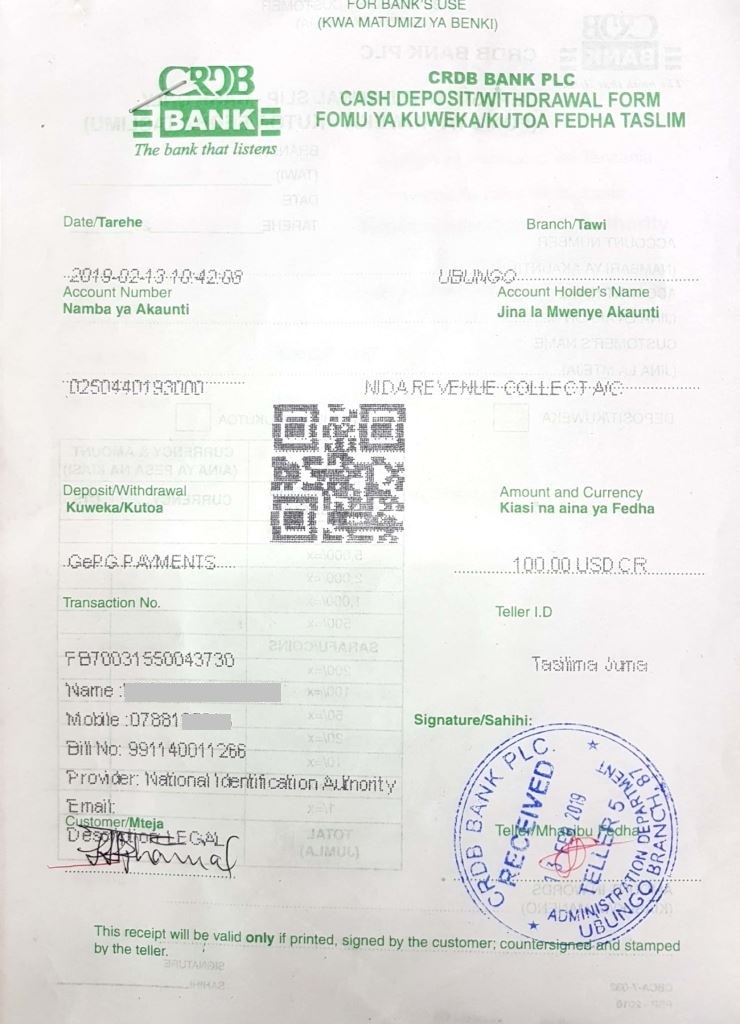 FOR BANK'S USE
(KWA MATUMIZI YA BENKI)
CRDB
BANK
The bank that listens
CRDB BANK PLC
CASH DEPOSIT/WITHDRAWAL FORM
FOMU YA KUWEKA/KUTOA FEDHA TASLIM
Date/Tarehe
Branch/Tawi
2019-02-13 10:42:08
UBUNGO
Account Number
Namba ya Akaunti
Account Holder's Name
Jina la Mwenye Akaunti
0250440193000
NIDA REVENUE COLLECT A/C
Deposit/Withdrawal
Kuweka/Kutoa
Amount and Currency
Kiasi na aina ya Fedha
GePG PAYMENTS
100.00 USD CR
Transaction No.
Teller I.D
FB70031550043730
Tasilima Juma
Name :
Mobile :07881
Signature/Sahihi:
Bill No: 991140011266
Provider: National Identification Authority
Email:
Customer/Mteja
Teller/Mhasibu Fedha
LEGAL
CRDB BANK PLC.
RECEIVED
13 FEB 2019
TELLER 5
ADMINISTRATION DEPARTMENT
UBUNGO BRANCH, 87
This receipt will be valid only if printed, signed by the customer; countersigned and stamped
by the teller.